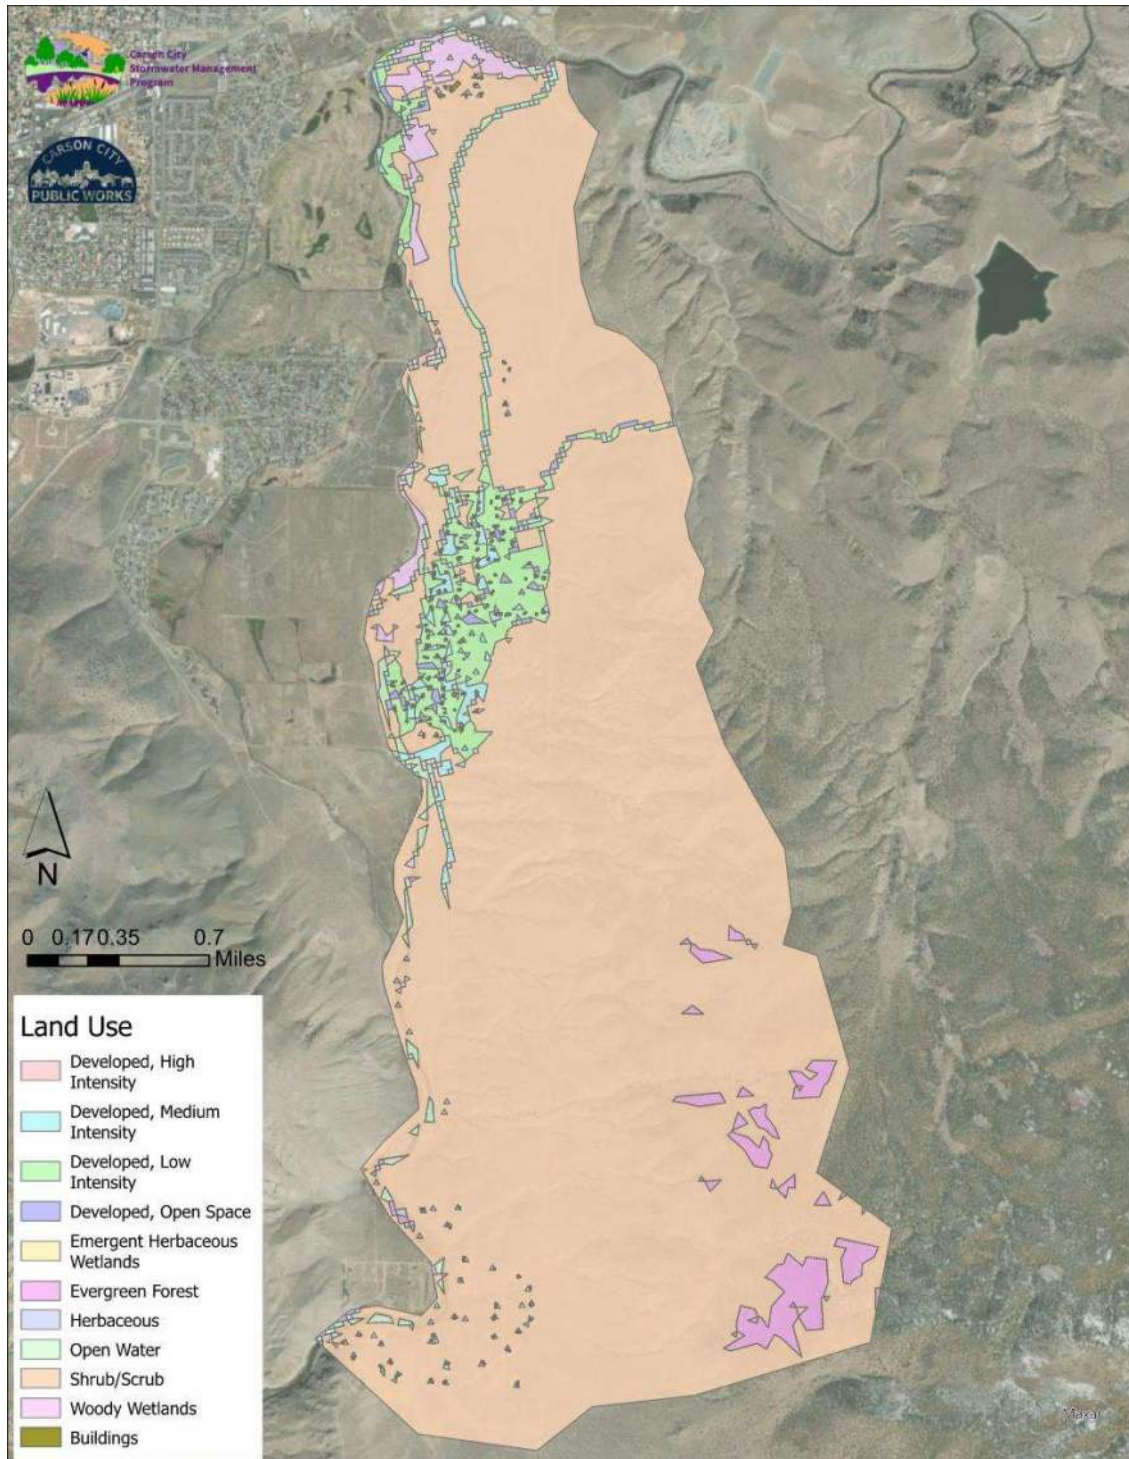 Carson City
Stormwater Management
Program
CARSON CITY
PUBLIC WORKS
N
0 0.17 0.35 0.7
Miles
Land Use
Developed, High
Intensity
Developed, Medium
Intensity
Developed, Low
Intensity
Developed, Open Space
Emergent Herbaceous
Wetlands
Evergreen Forest
Herbaceous
Open Water
Shrub/Scrub
Woody Wetlands
Buildings
Maxar